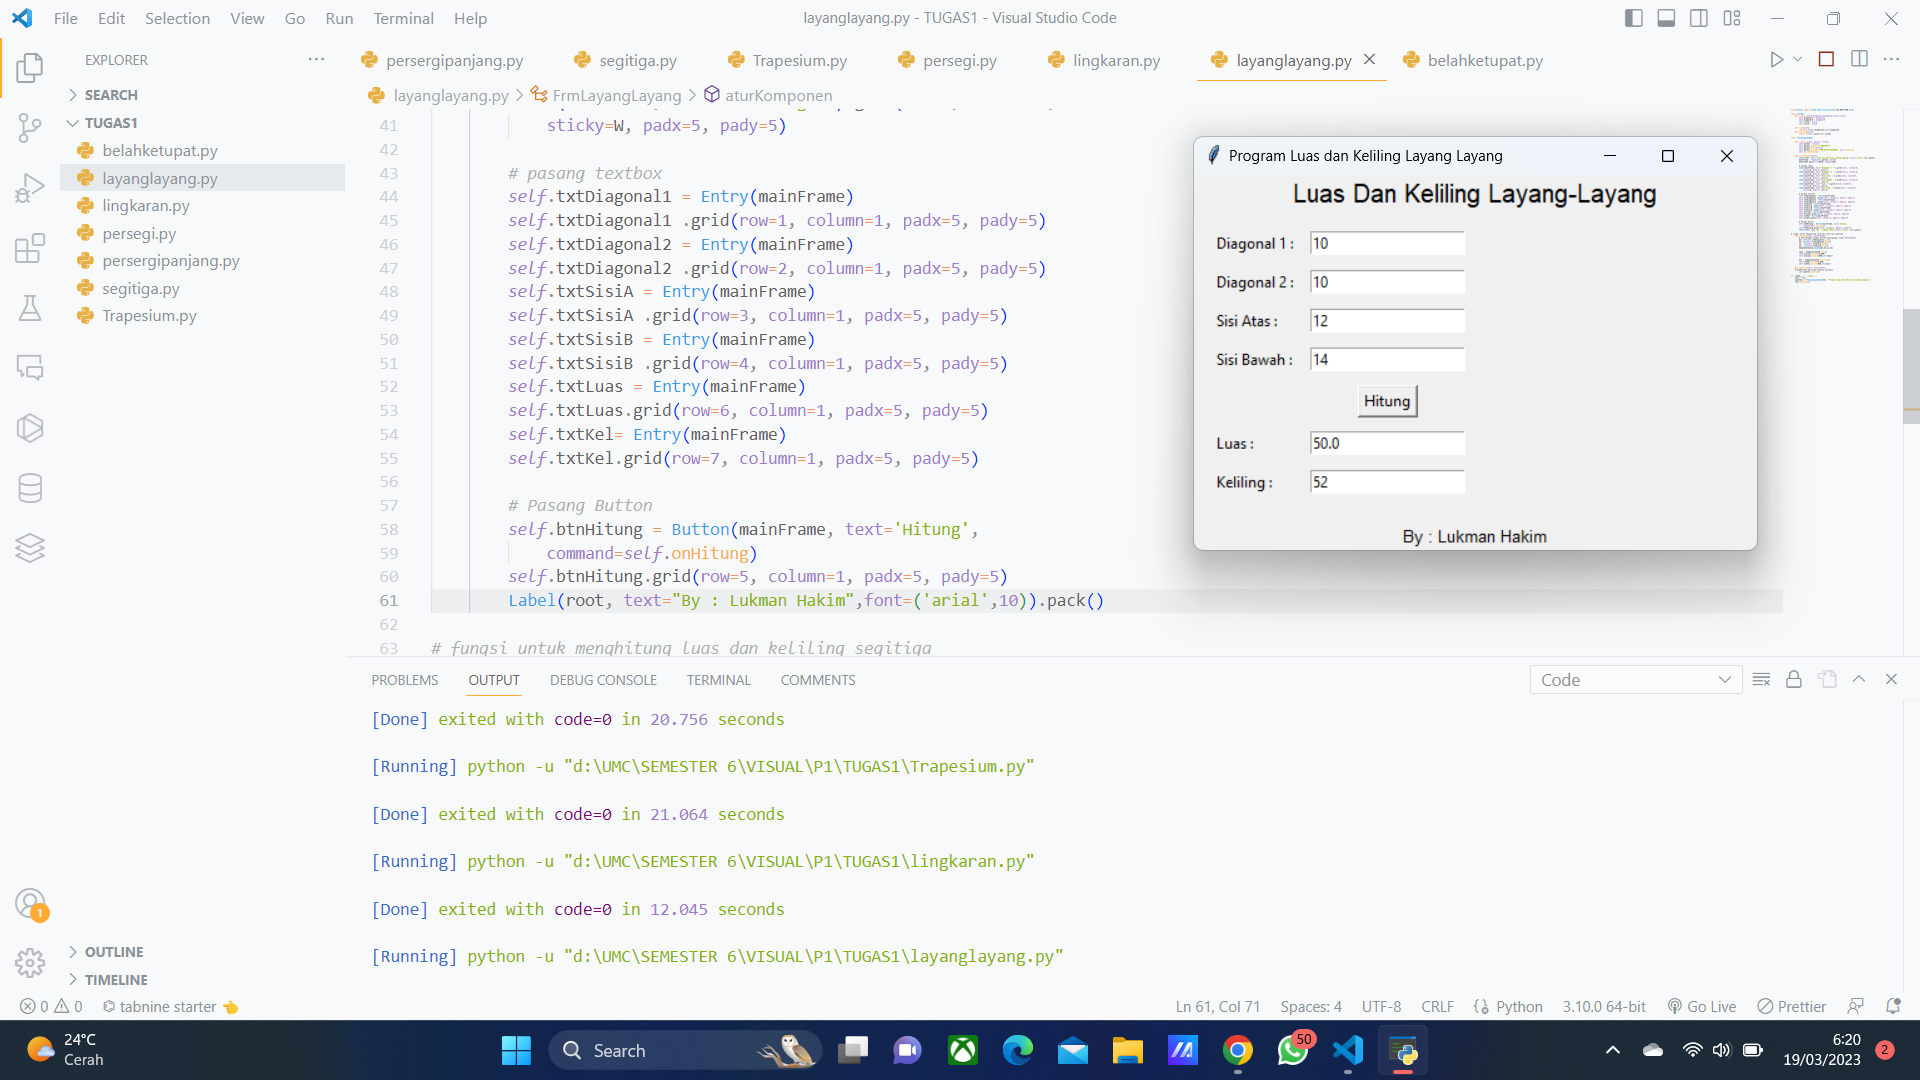 File Edit Selection View Go Run Terminal Help
layanglayang.py - TUGAS1 - Visual Studio Code
EXPLORER
SEARCH
TUGAS1
belahketupat.py
layanglayang.py
lingkaran.py
persegi.py
persergipanjang.py
segitiga.py
Trapesium.py
OUTLINE
TIMELINE
persergipanjang.py segitiga.py Trapesium.py persegi.py lingkaran.py layanglayang.py belahketupat.py
layanglayang.py > FrmLayangLayang > aturKomponen
41 sticky=W, padx=5, pady=5)
42
43 # pasang textbox
44 self.txtDiagonal1 = Entry(mainFrame)
45 self.txtDiagonal1 .grid(row=1, column=1, padx=5, pady=5)
46 self.txtDiagonal2 = Entry(mainFrame)
47 self.txtDiagonal2 .grid(row=2, column=1, padx=5, pady=5)
48 self.txtSisiA = Entry(mainFrame)
49 self.txtSisiA .grid(row=3, column=1, padx=5, pady=5)
50 self.txtSisiB = Entry(mainFrame)
51 self.txtSisiB .grid(row=4, column=1, padx=5, pady=5)
52 self.txtLuas = Entry(mainFrame)
53 self.txtLuas.grid(row=6, column=1, padx=5, pady=5)
54 self.txtKel= Entry(mainFrame)
55 self.txtKel.grid(row=7, column=1, padx=5, pady=5)
56
57 # Pasang Button
58 self.btnHitung = Button(mainFrame, text='Hitung',
59 command=self.onHitung)
60 self.btnHitung.grid(row=5, column=1, padx=5, pady=5)
61 Label(root, text="By : Lukman Hakim",font=('arial',10)).pack()
62
63 # fungsi untuk menghitung luas dan keliling segitiga
Program Luas dan Keliling Layang Layang
Luas Dan Keliling Layang-Layang
Diagonal 1 : 10
Diagonal 2 : 10
Sisi Atas : 12
Sisi Bawah : 14
Hitung
Luas : 50.0
Keliling : 52
By : Lukman Hakim
PROBLEMS OUTPUT DEBUG CONSOLE TERMINAL COMMENTS
Code
[Done] exited with code=0 in 20.756 seconds
[Running] python -u "d:\UMC\SEMESTER 6\VISUAL\P1\TUGAS1\Trapesium.py"
[Done] exited with code=0 in 21.064 seconds
[Running] python -u "d:\UMC\SEMESTER 6\VISUAL\P1\TUGAS1\lingkaran.py"
[Done] exited with code=0 in 12.045 seconds
[Running] python -u "d:\UMC\SEMESTER 6\VISUAL\P1\TUGAS1\layanglayang.py"
1
0 0 tabnine starter
Ln 61, Col 71 Spaces: 4 UTF-8 CRLF Python 3.10.0 64-bit Go Live Prettier
24°C
Cerah
Search
50
6:20
19/03/2023
2